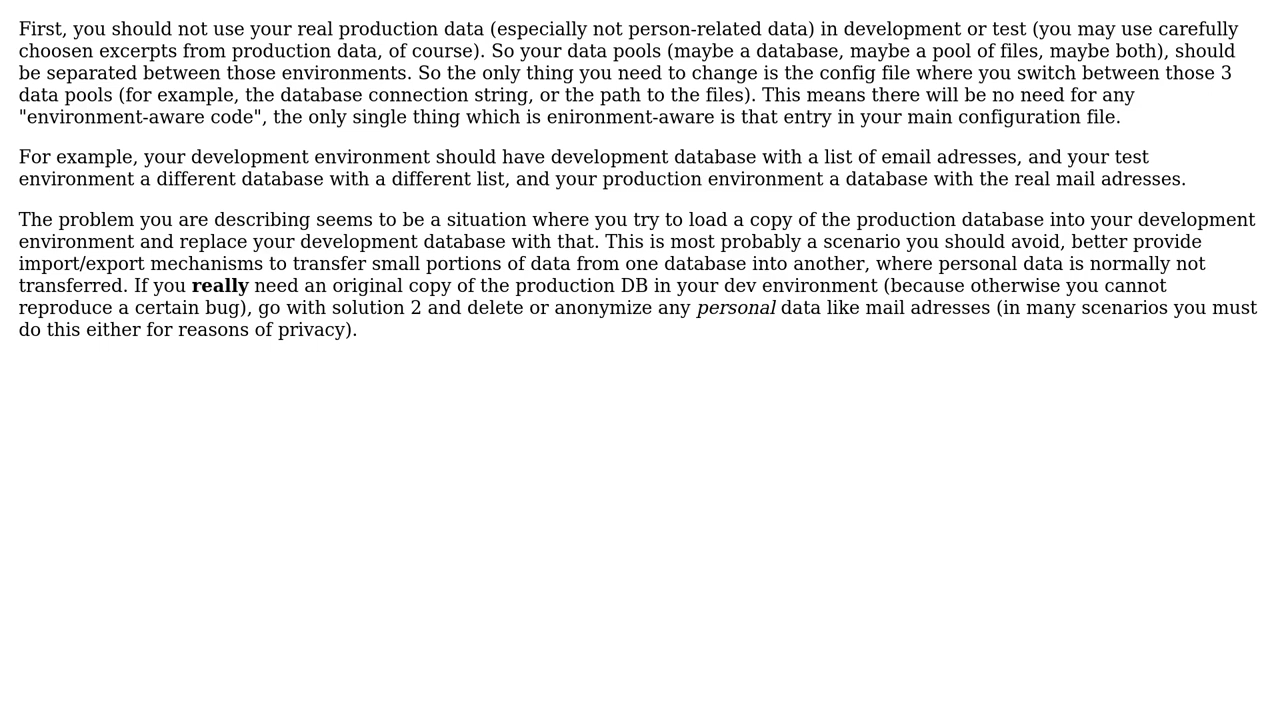 First, you should not use your real production data (especially not person-related data) in development or test (you may use carefully
choosen excerpts from production data, of course). So your data pools (maybe a database, maybe a pool of files, maybe both), should
be separated between those environments. So the only thing you need to change is the config file where you switch between those 3
data pools (for example, the database connection string, or the path to the files). This means there will be no need for any
"environment-aware code", the only single thing which is enironment-aware is that entry in your main configuration file.
For example, your development environment should have development database with a list of email adresses, and your test
environment a different database with a different list, and your production environment a database with the real mail adresses.
The problem you are describing seems to be a situation where you try to load a copy of the production database into your development
environment and replace your development database with that. This is most probably a scenario you should avoid, better provide
import/export mechanisms to transfer small portions of data from one database into another, where personal data is normally not
transferred. If you really need an original copy of the production DB in your dev environment (because otherwise you cannot
reproduce a certain bug), go with solution 2 and delete or anonymize any personal data like mail adresses (in many scenarios you must
do this either for reasons of privacy).